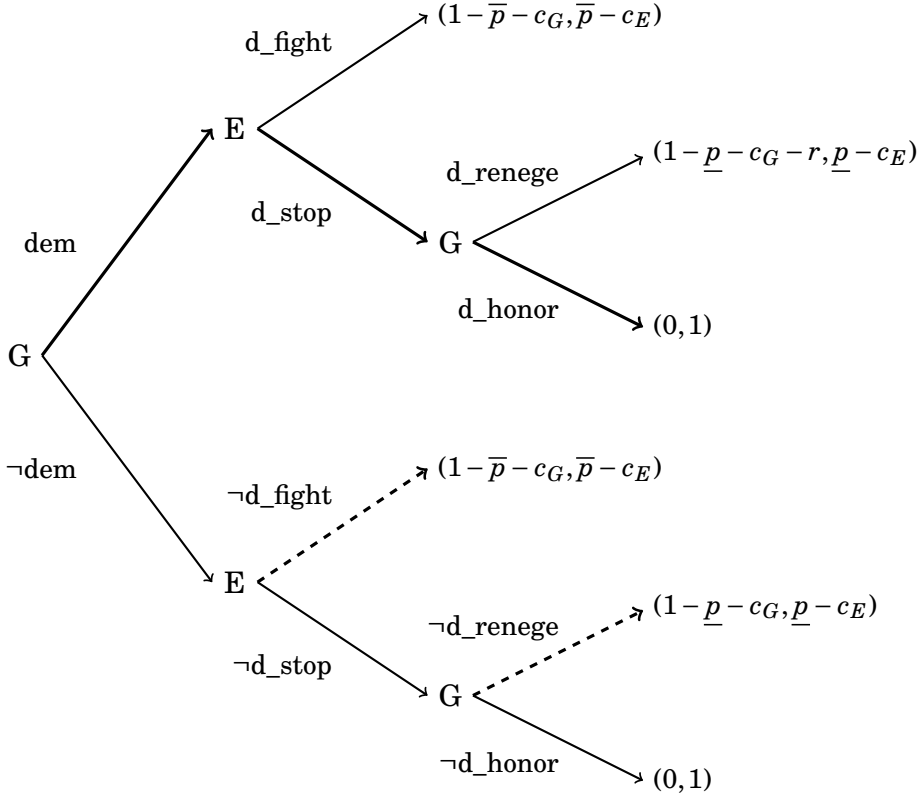 (1 − p̅ − c_G, p̅ − c_E)
d_fight
E
(1 − p̲ − c_G − r, p̲ − c_E)
d_renege
d_stop
dem
G
d_honor
(0, 1)
G
(1 − p̅ − c_G, p̅ − c_E)
¬dem
¬d_fight
E
(1 − p̲ − c_G, p̲ − c_E)
¬d_renege
¬d_stop
G
¬d_honor
(0, 1)